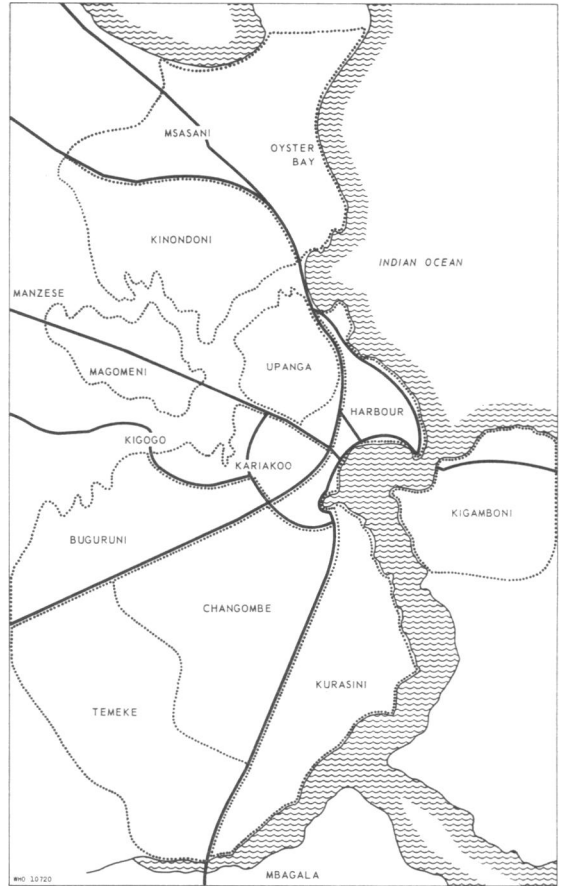 MSASANI
OYSTER
BAY
KINONDONI
INDIAN OCEAN
MANZESE
UPANGA
MAGOMENI
HARBOUR
KIGOGO
KARIAKOO
KIGAMBONI
BUGURUNI
CHANGOMBE
KURASINI
TEMEKE
MBAGALA
WHO 10720